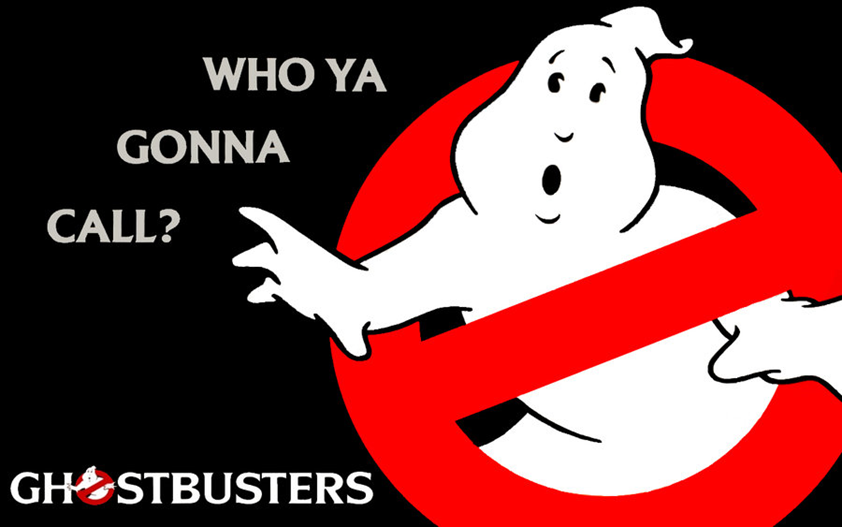 WHO YA
GONNA
CALL?
GHOSTBUSTERS